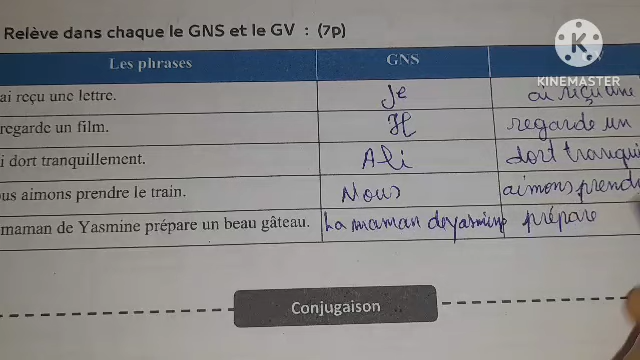 Relève dans chaque le GNS et le GV : (7p)
KINEMASTER
Les phrases GNS
ai reçu une lettre. Je ai reçu une
regarde un film. Il regarde un
i dort tranquillement. Ali dort tranqui
ous aimons prendre le train. Nous aimons prend
maman de Yasmine prépare un beau gâteau. La maman de yasmine prépare
Conjugaison